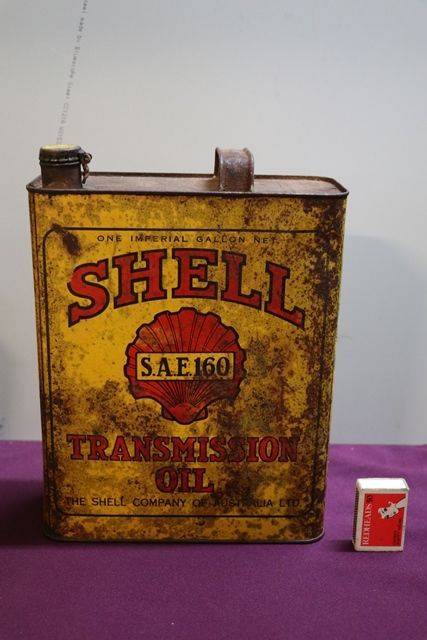 ONE IMPERIAL GALLON NET.
SHELL
S.A.E.160
TRANSMISSION
OIL
THE SHELL COMPANY OF AUSTRALIA LTD.
REDHEADS